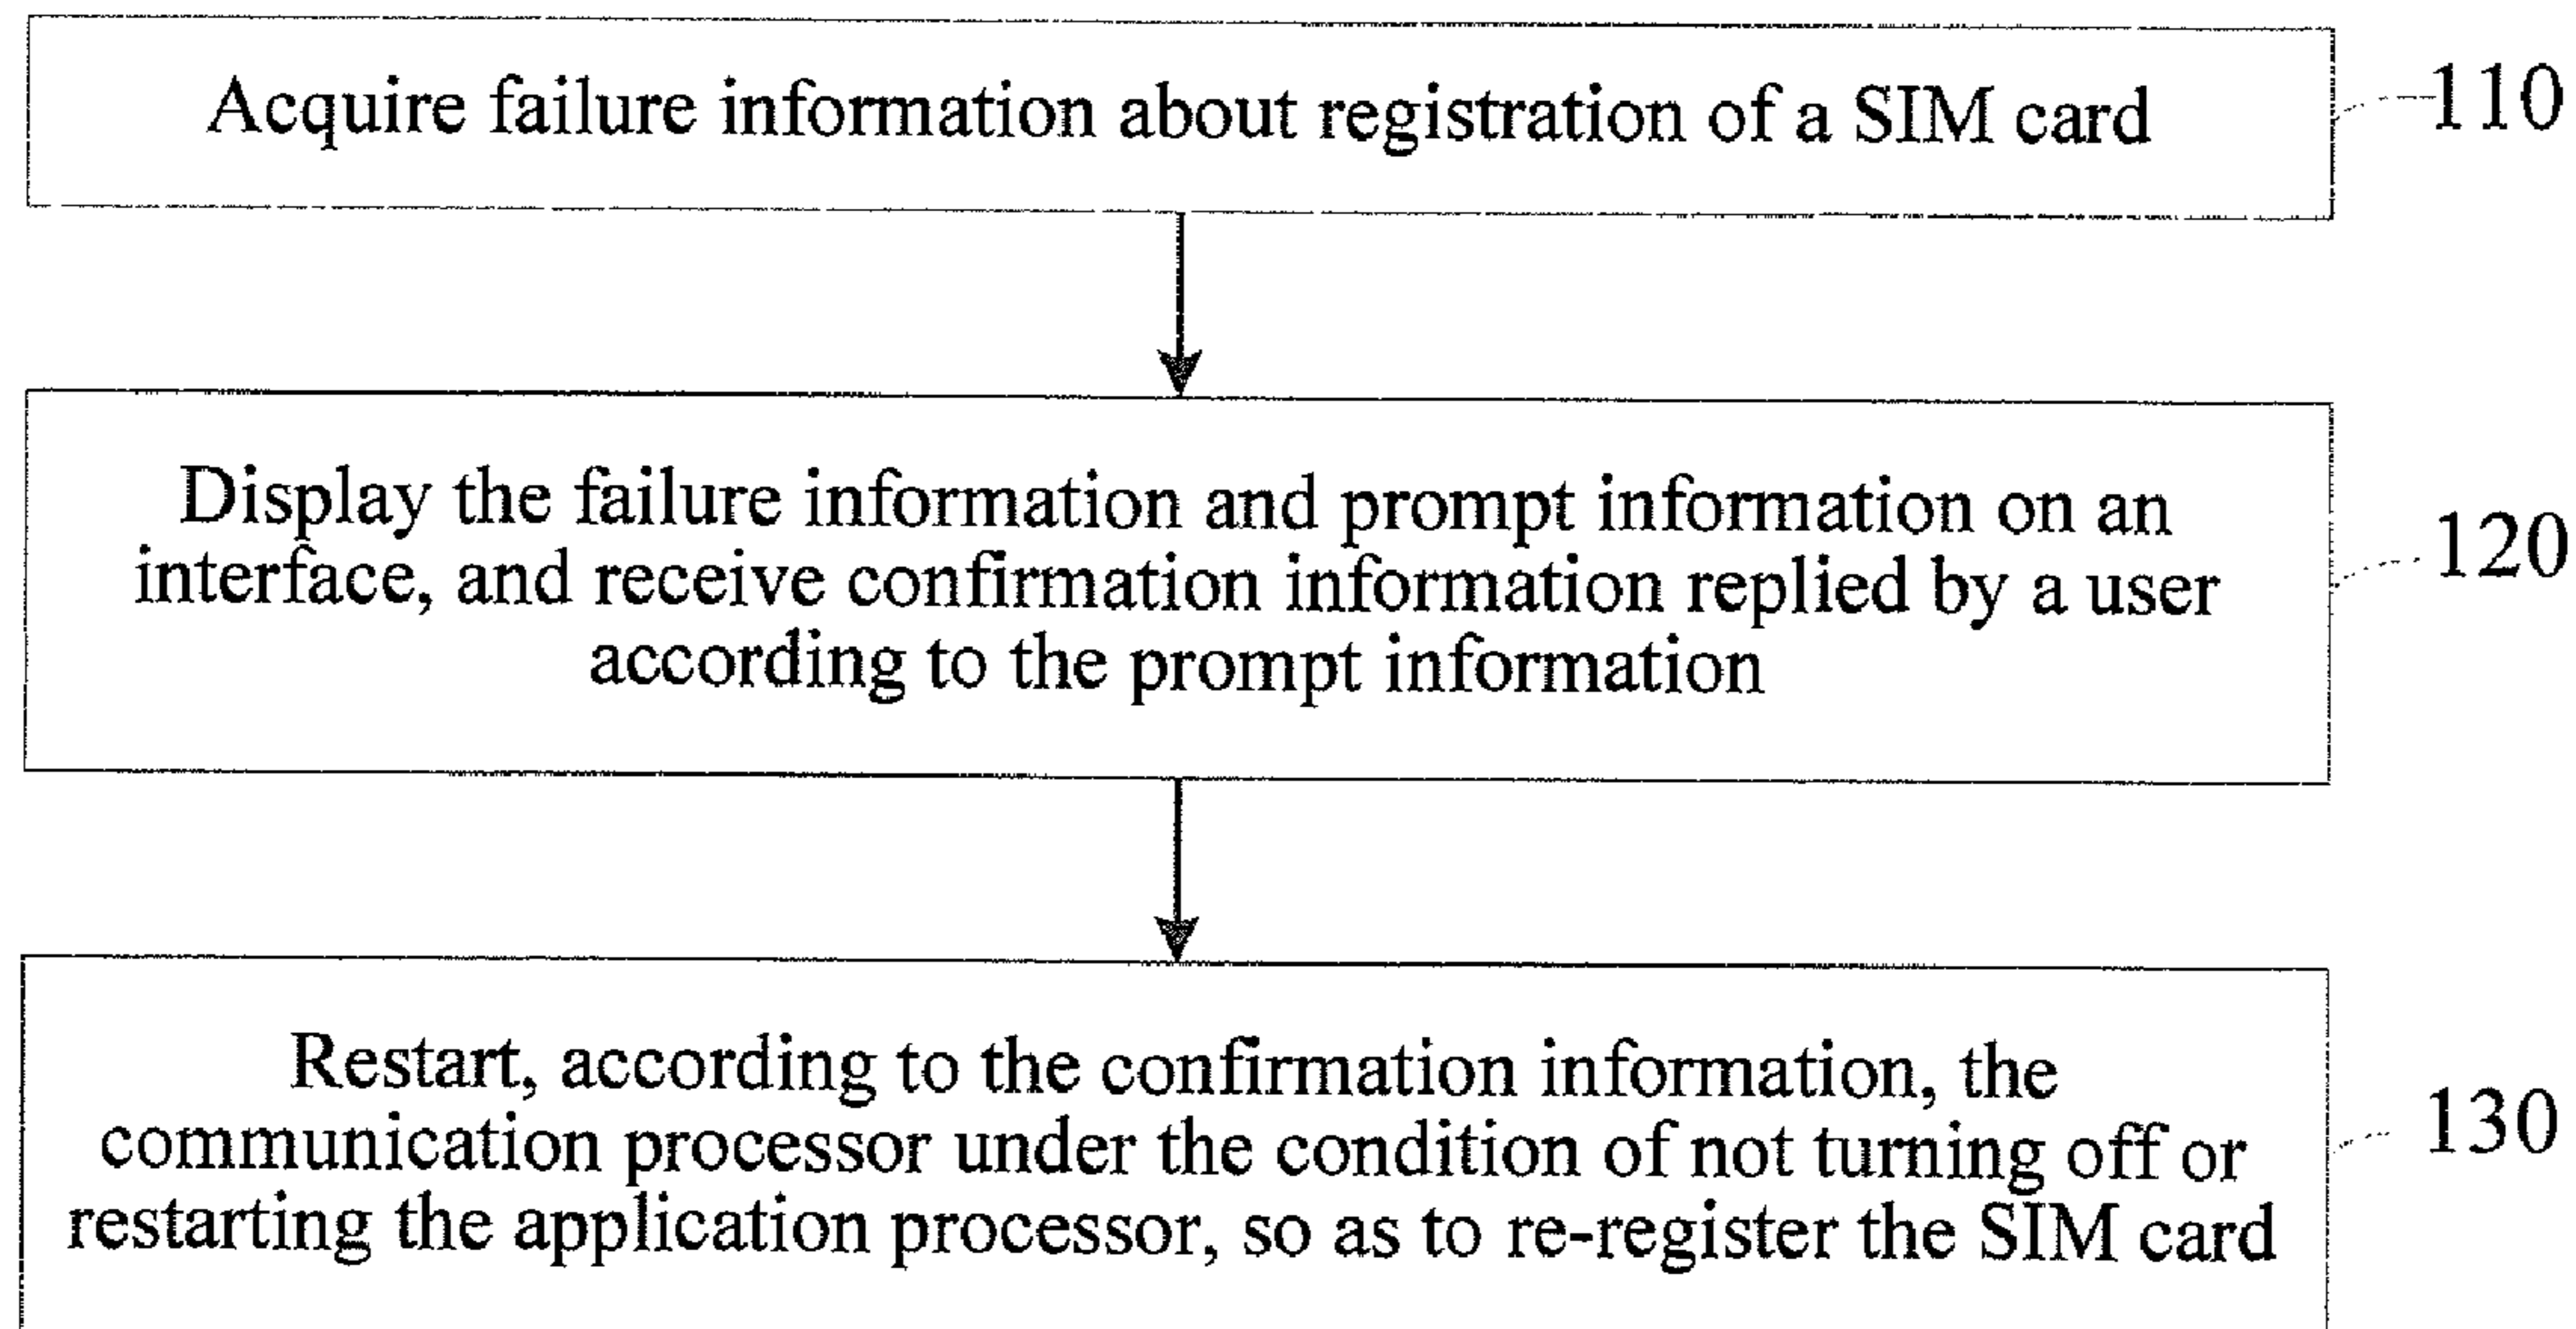 Acquire failure information about registration of a SIM card
110
Display the failure information and prompt information on an
interface, and receive confirmation information replied by a user
according to the prompt information
120
Restart, according to the confirmation information, the
communication processor under the condition of not turning off or
restarting the application processor, so as to re-register the SIM card
130